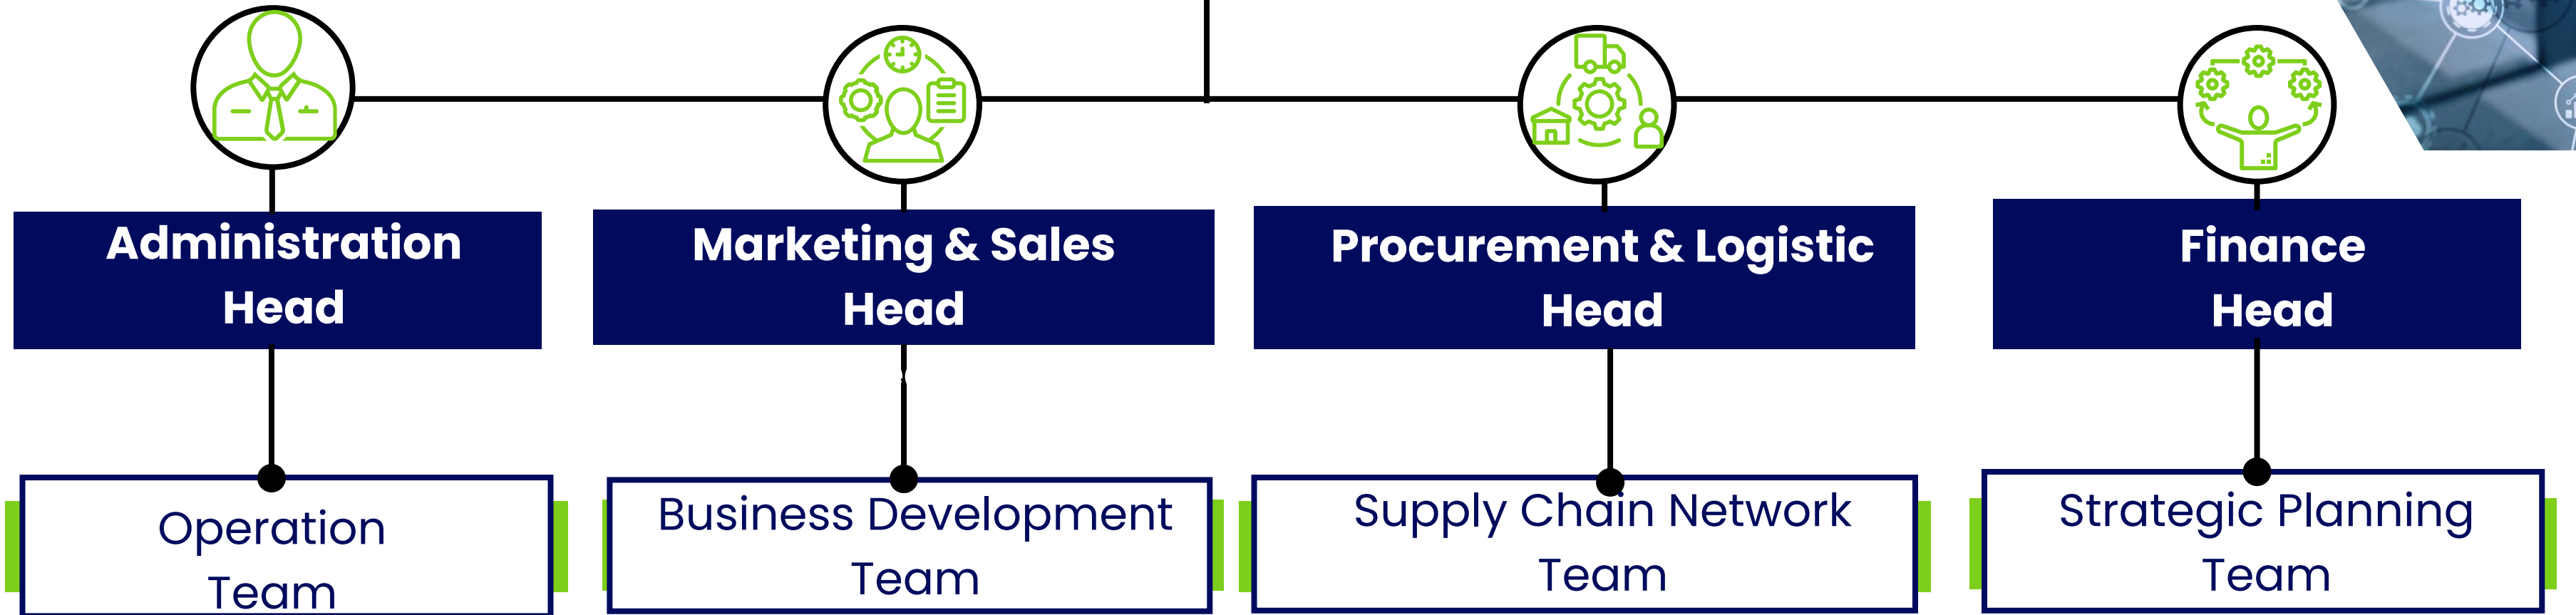 Administration
Head
Marketing & Sales
Head
Procurement & Logistic
Head
Finance
Head
Operation
Team
Business Development
Team
Supply Chain Network
Team
Strategic Planning
Team